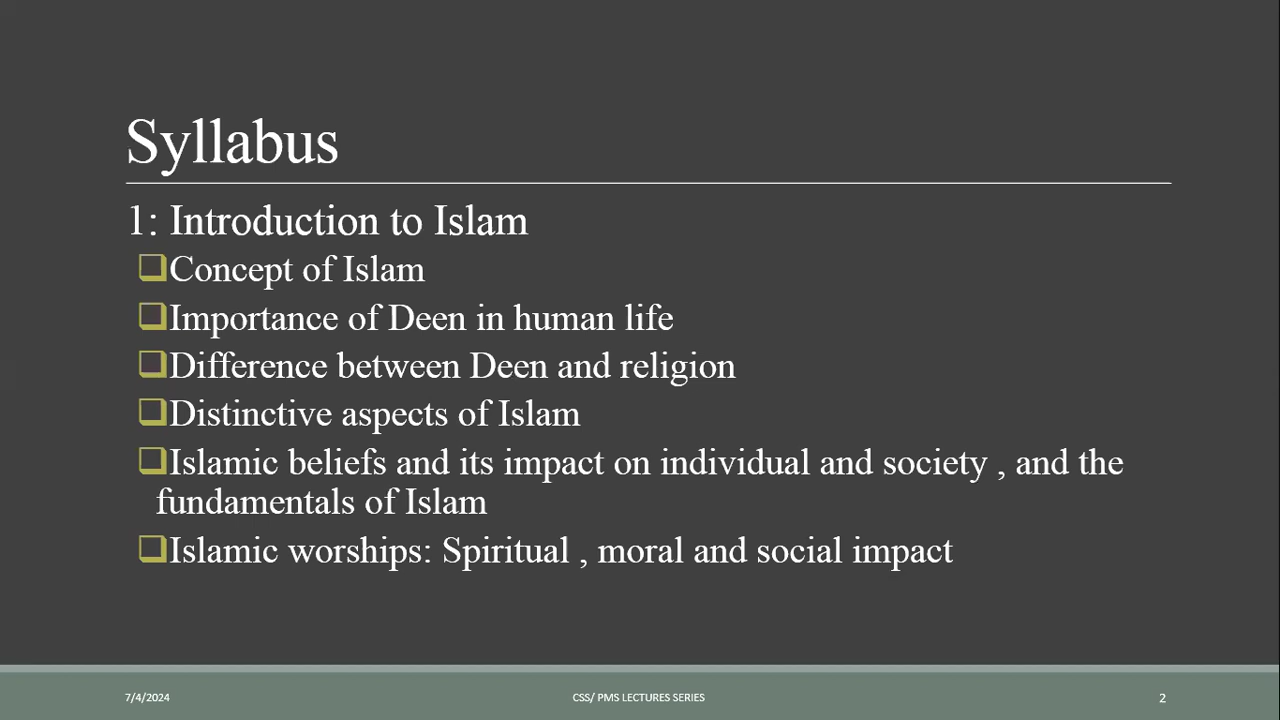 Syllabus
1: Introduction to Islam
Concept of Islam
Importance of Deen in human life
Difference between Deen and religion
Distinctive aspects of Islam
Islamic beliefs and its impact on individual and society , and the
fundamentals of Islam
Islamic worships: Spiritual , moral and social impact
7/4/2024
CSS/ PMS LECTURES SERIES
2